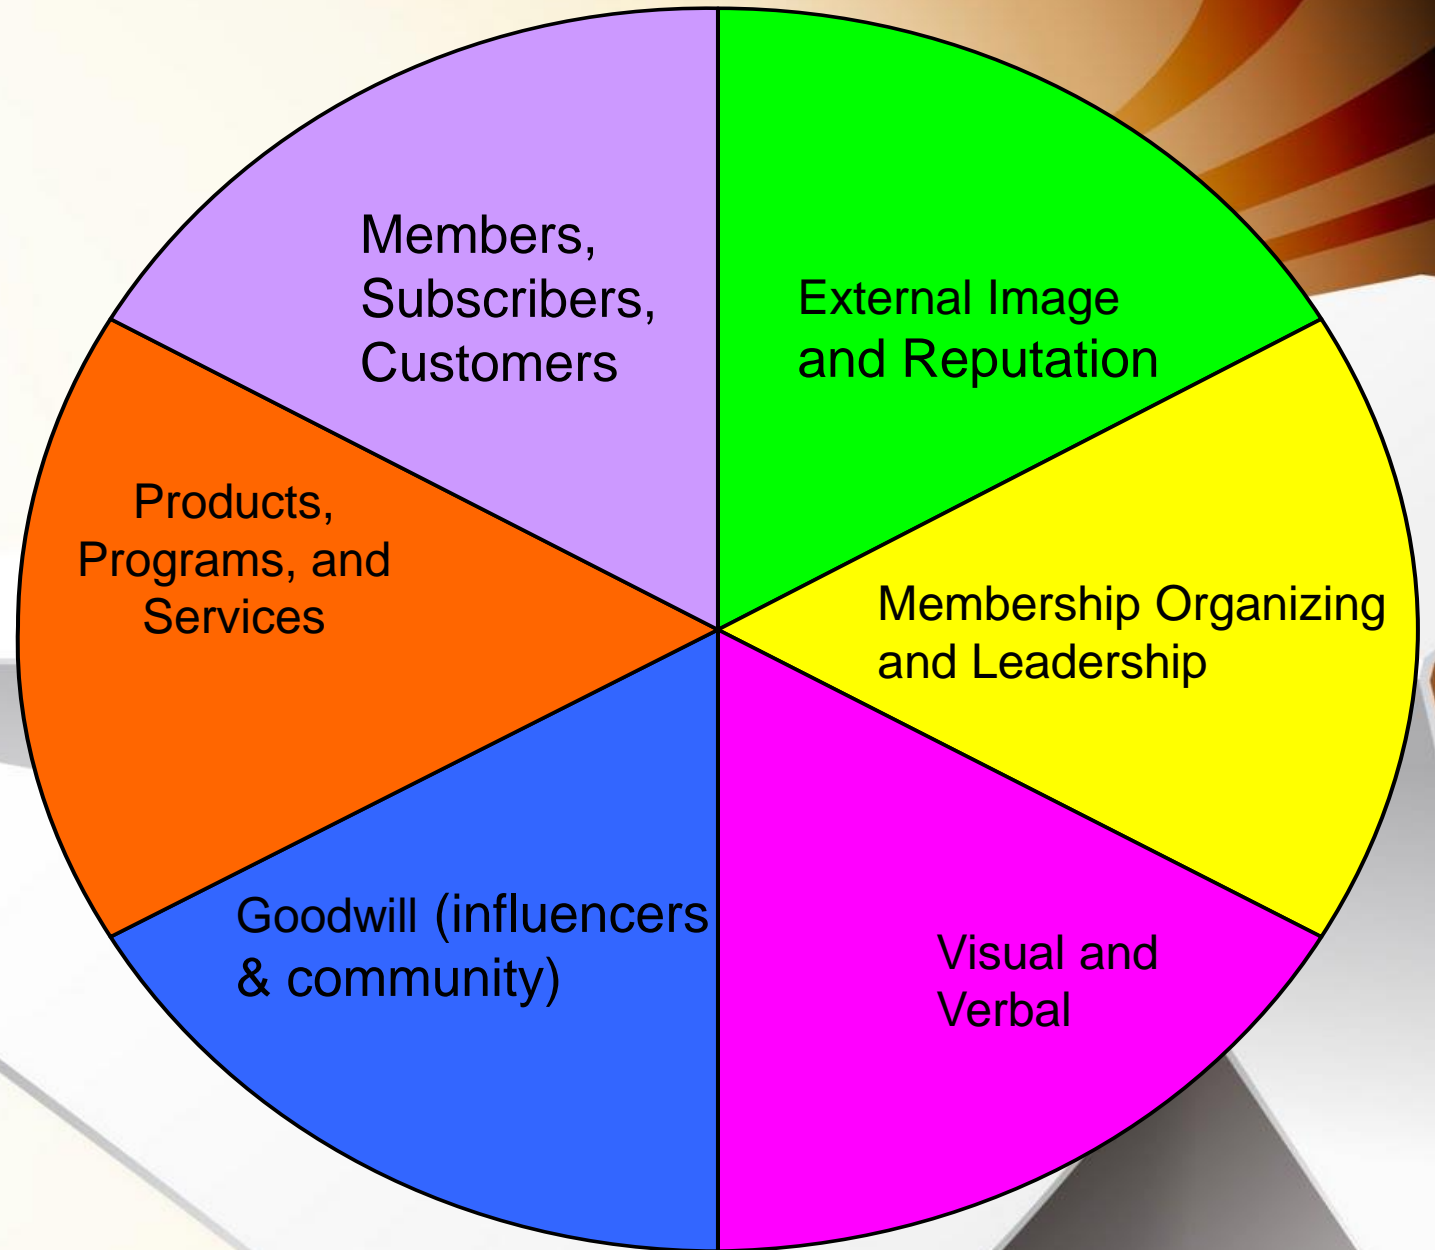 Members,
Subscribers,
Customers
External Image
and Reputation
Products,
Programs, and
Services
Membership Organizing
and Leadership
Goodwill (influencers
& community)
Visual and
Verbal